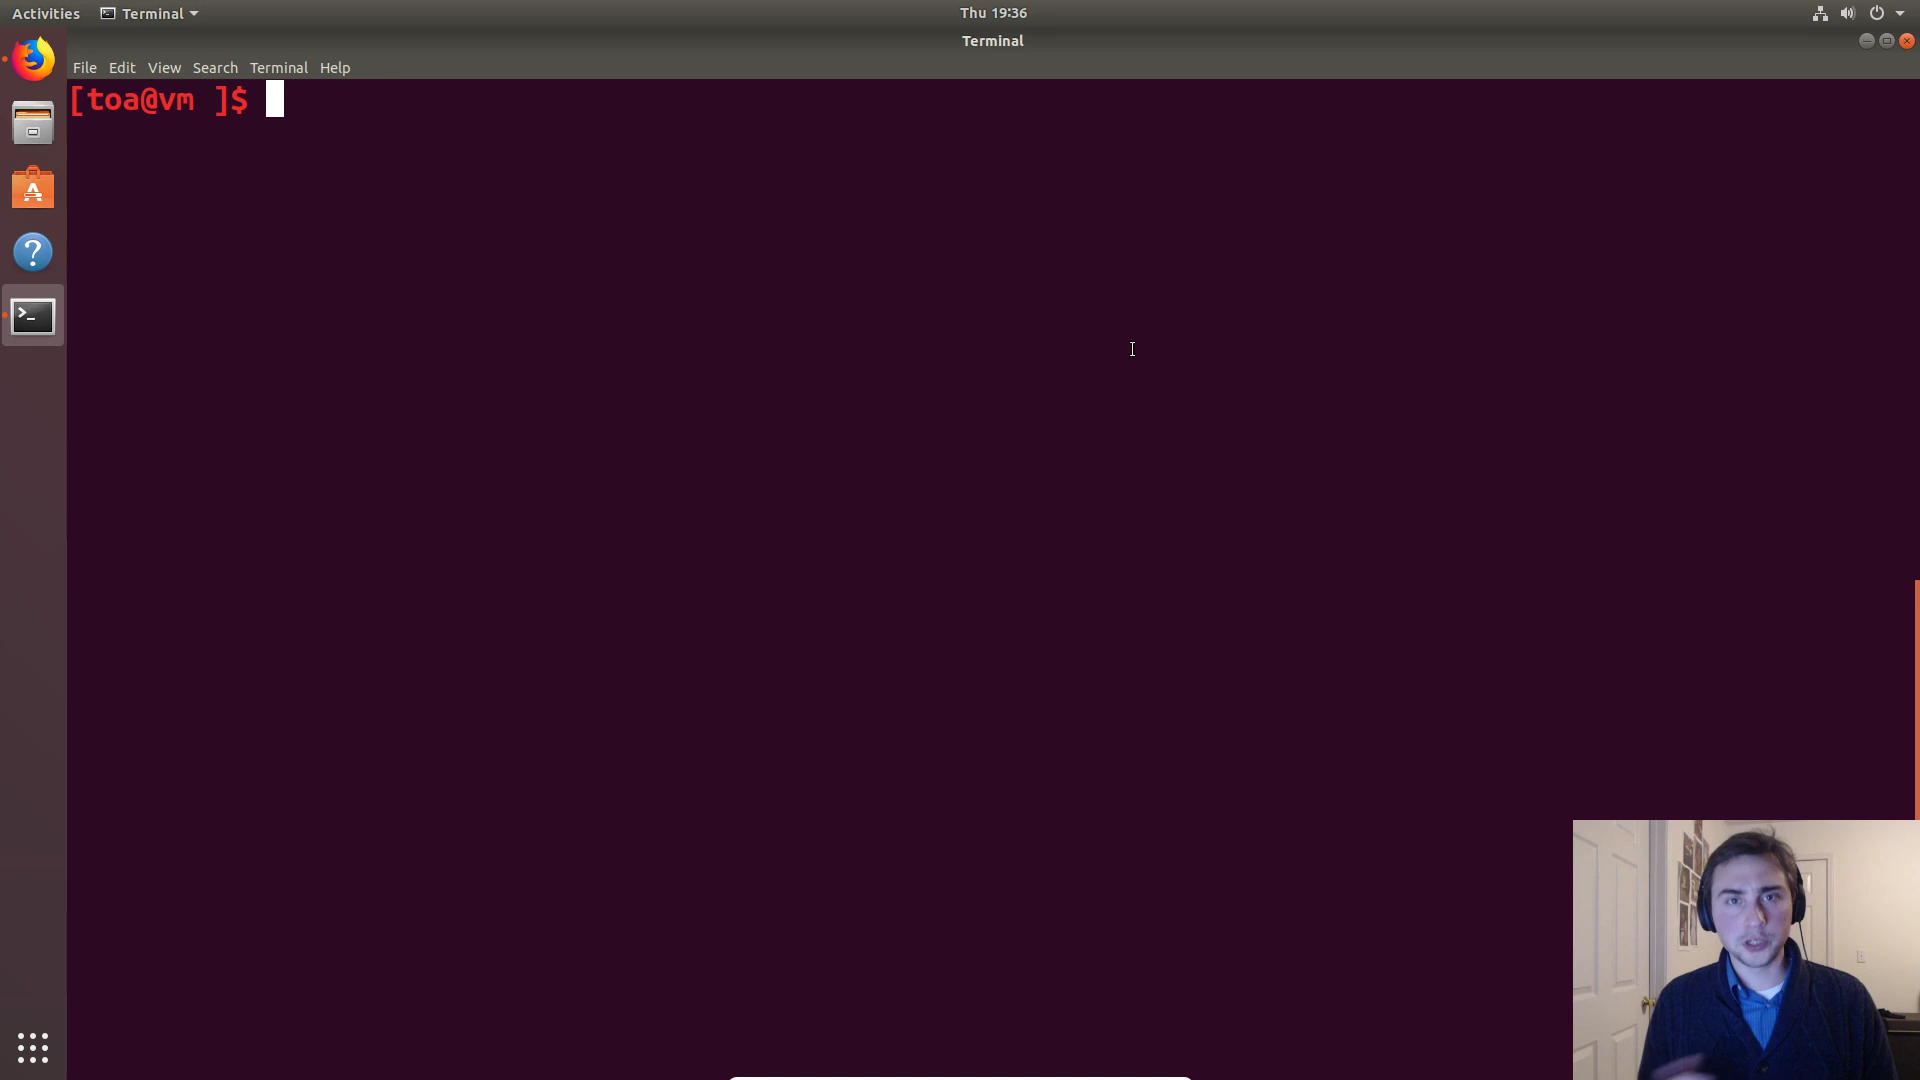 Activities Terminal Thu 19:36
Terminal
File Edit View Search Terminal Help
[toa@vm ]$